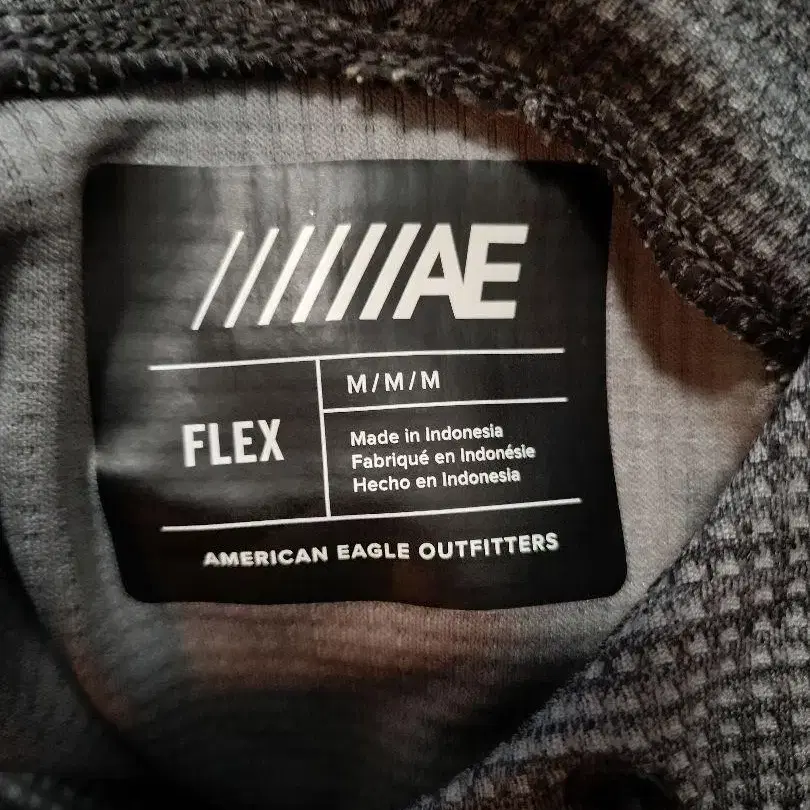 AE
M/M/M
FLEX
Made in Indonesia
Fabriqué en Indonésie
Hecho en Indonesia
AMERICAN EAGLE OUTFITTERS